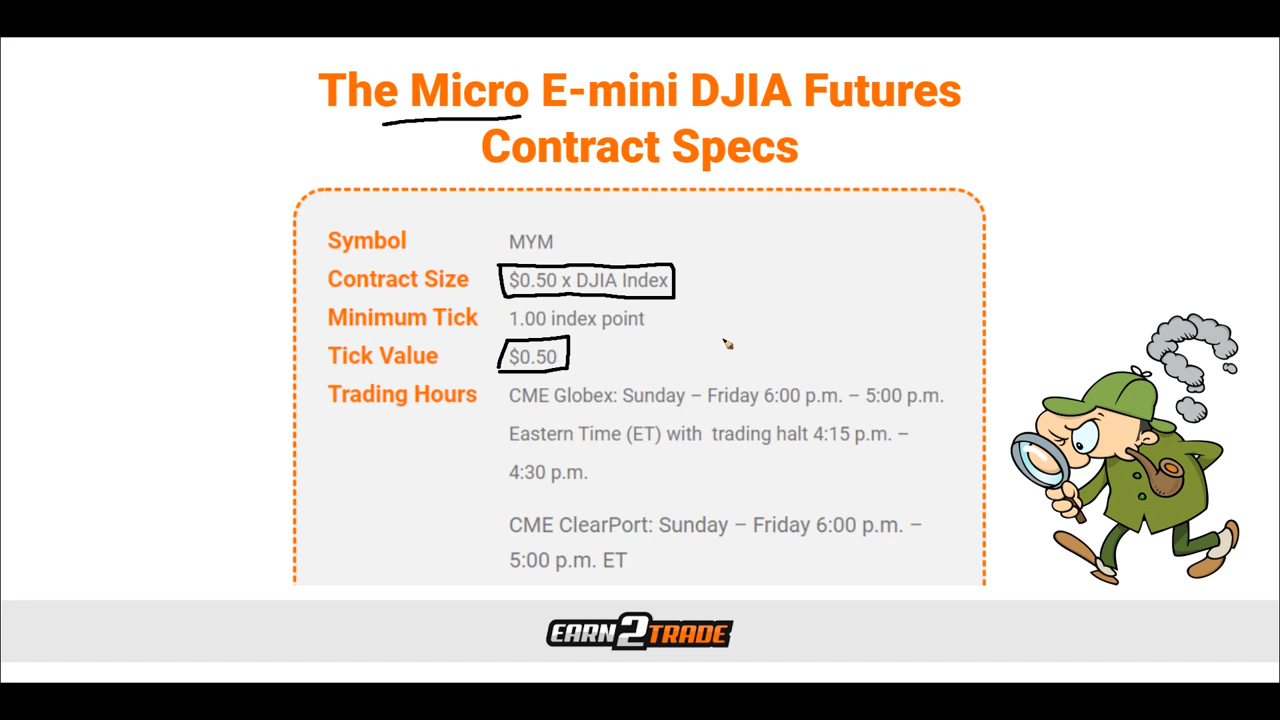 The Micro E-mini DJIA Futures
Contract Specs
Symbol MYM
Contract Size $0.50 x DJIA Index
Minimum Tick 1.00 index point
Tick Value $0.50
Trading Hours CME Globex: Sunday – Friday 6:00 p.m. – 5:00 p.m.
Eastern Time (ET) with trading halt 4:15 p.m. –
4:30 p.m.
CME ClearPort: Sunday – Friday 6:00 p.m. –
5:00 p.m. ET
EARN2TRADE